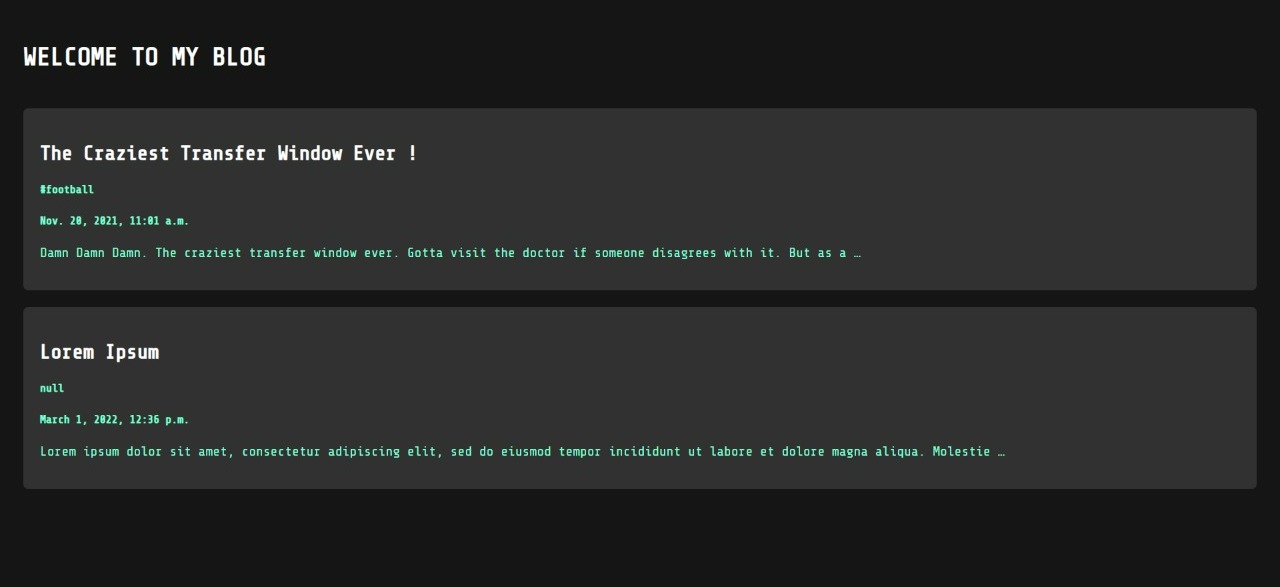 WELCOME TO MY BLOG
The Craziest Transfer Window Ever !
#football
Nov. 20, 2021, 11:01 a.m.
Damn Damn Damn. The craziest transfer window ever. Gotta visit the doctor if someone disagrees with it. But as a …
Lorem Ipsum
null
March 1, 2022, 12:36 p.m.
Lorem ipsum dolor sit amet, consectetur adipiscing elit, sed do eiusmod tempor incididunt ut labore et dolore magna aliqua. Molestie …